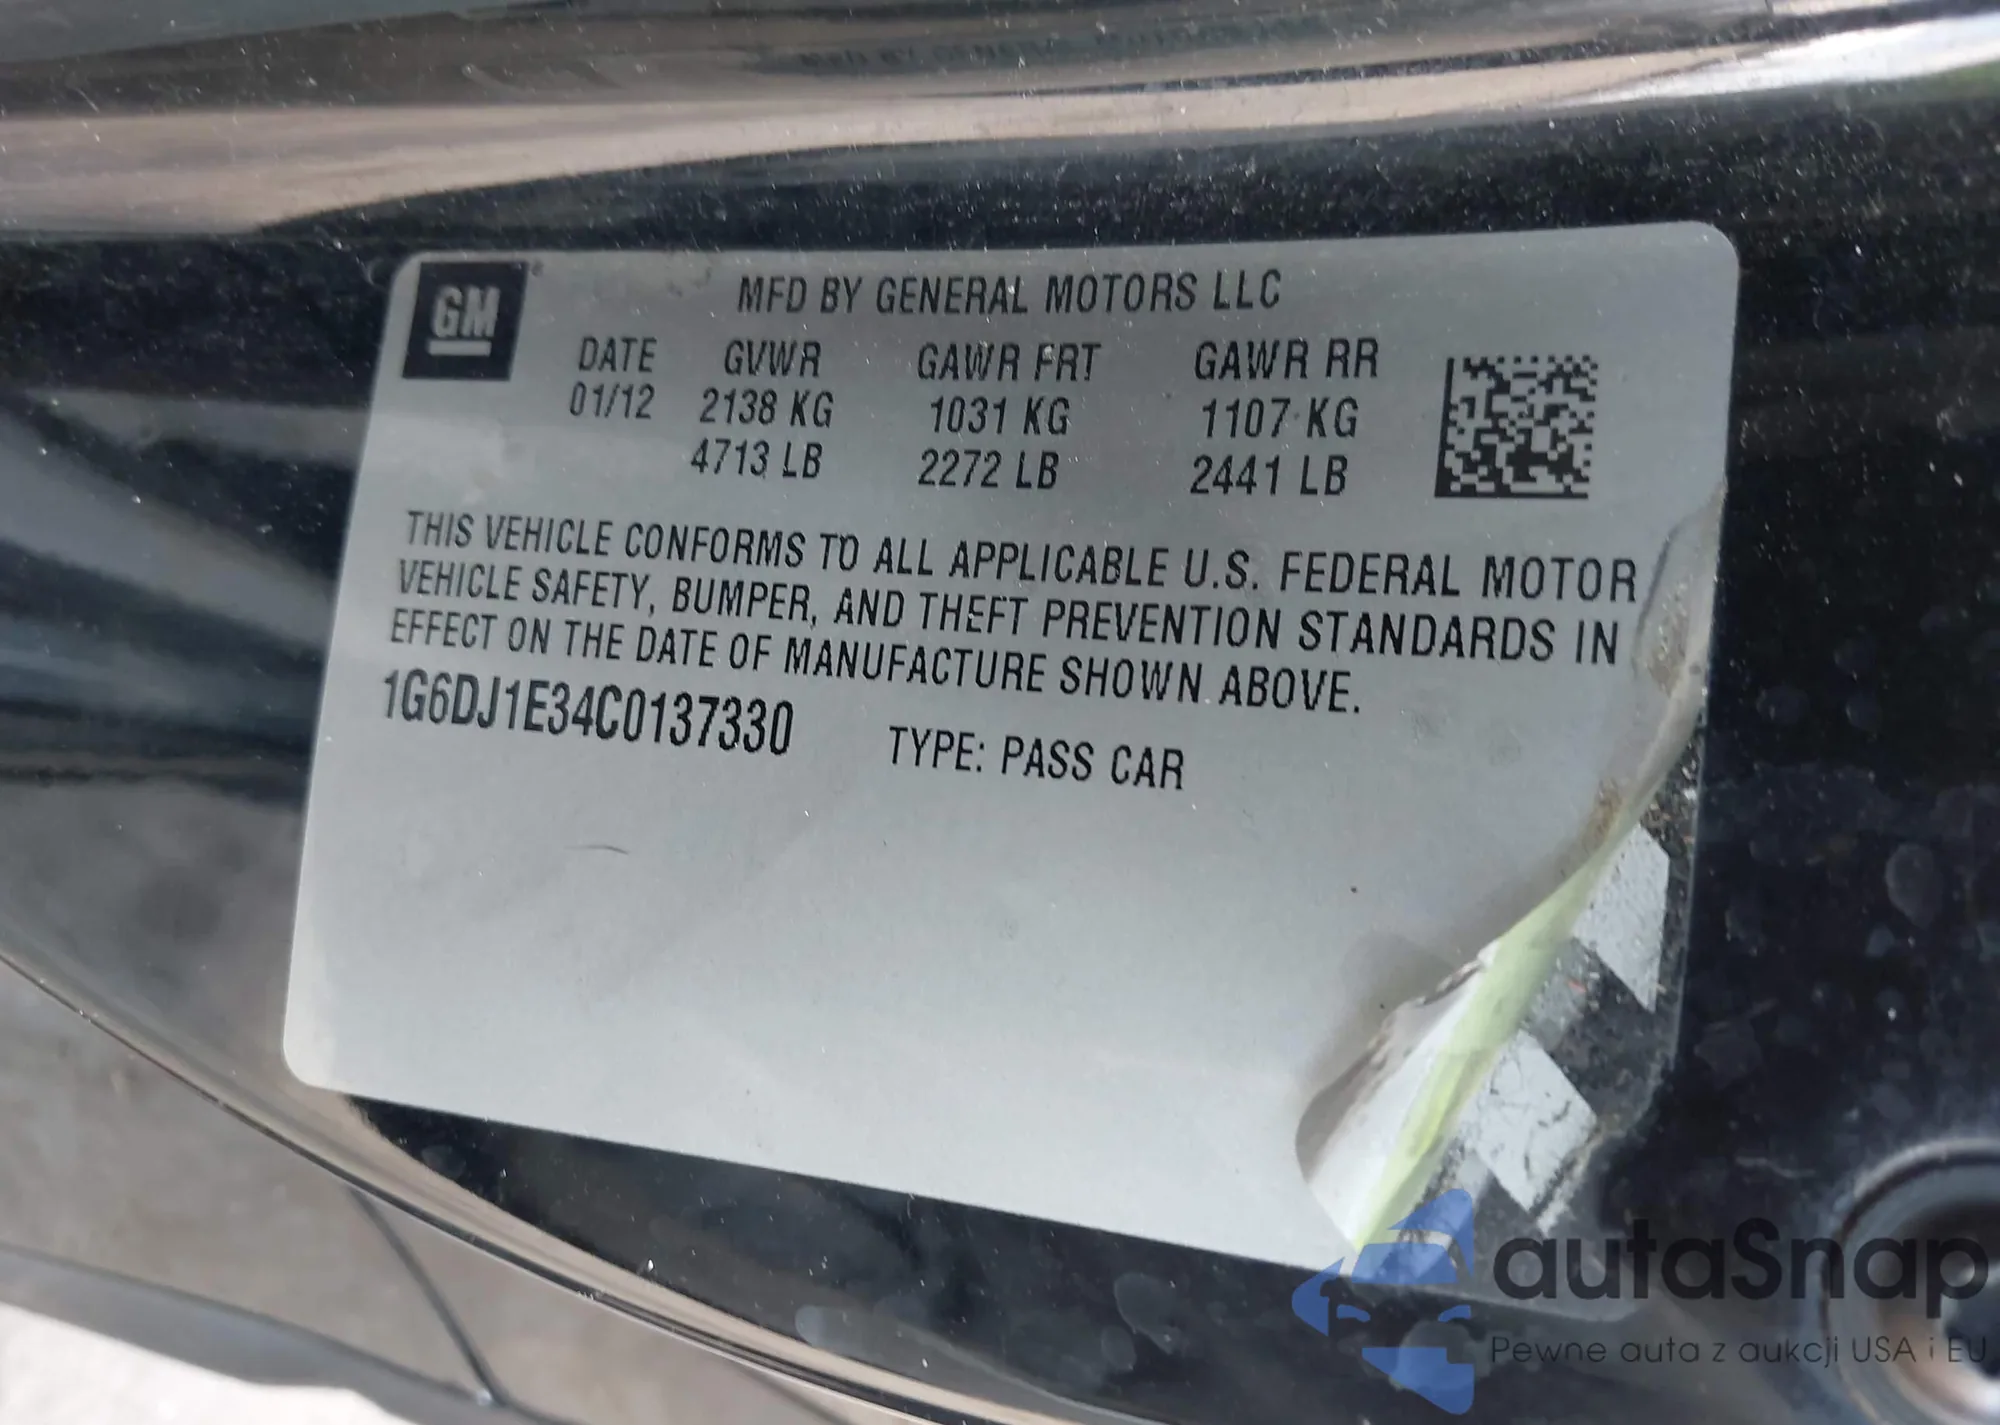 GM
MFD BY GENERAL MOTORS LLC
DATE GVWR GAWR FRT GAWR RR
01/12 2138 KG 1031 KG 1107 KG
4713 LB 2272 LB 2441 LB
THIS VEHICLE CONFORMS TO ALL APPLICABLE U.S. FEDERAL MOTOR
VEHICLE SAFETY, BUMPER, AND THEFT PREVENTION STANDARDS IN
EFFECT ON THE DATE OF MANUFACTURE SHOWN ABOVE.
1G6DJ1E34C0137330 TYPE: PASS CAR
autaSnap
Pewne auta z aukcji USA i EU